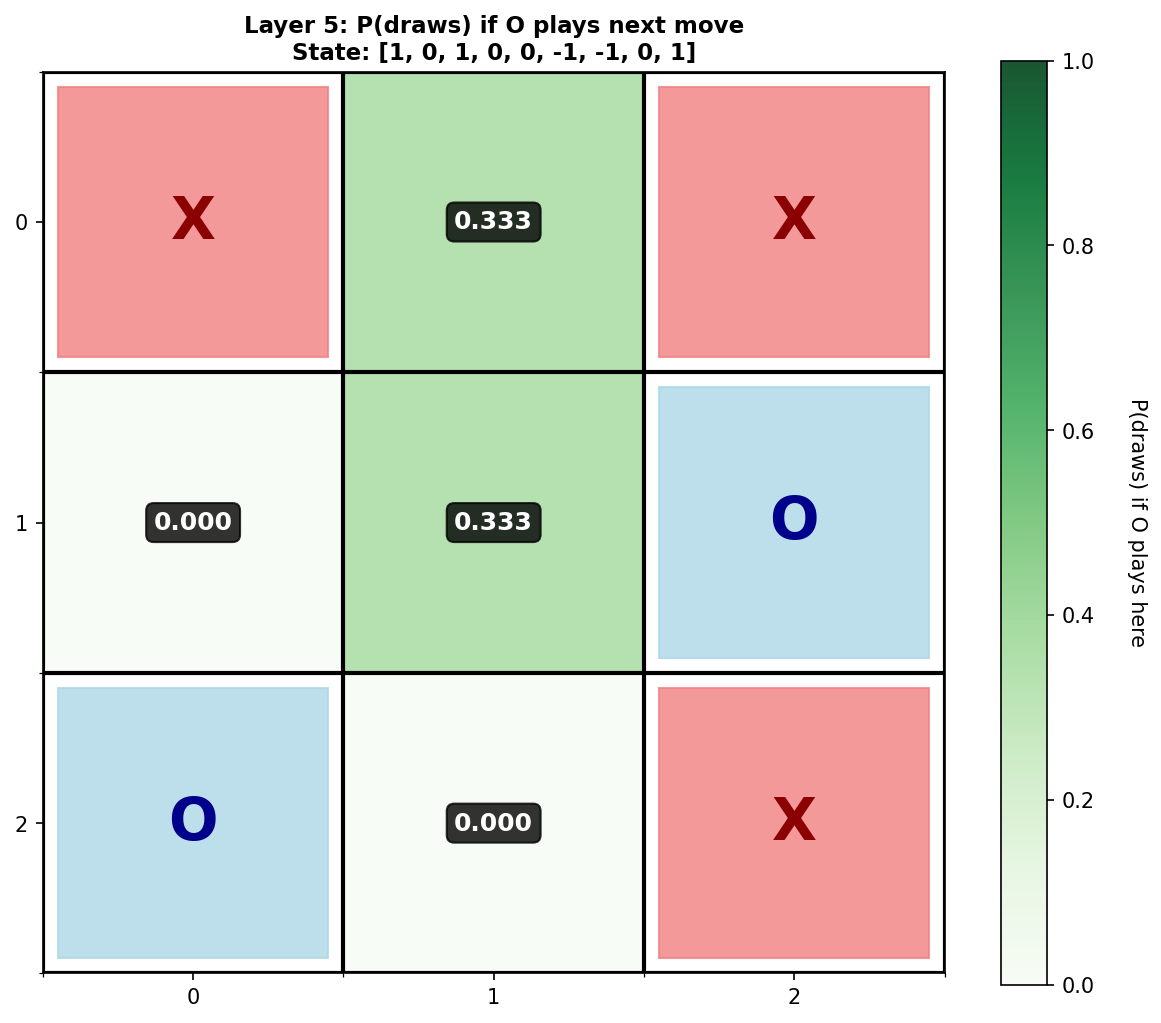 Layer 5: P(draws) if O plays next move
State: [1, 0, 1, 0, 0, -1, -1, 0, 1]
X
0.333
X
0.000
0.333
O
O
0.000
X
0
1
2
0
1
2
1.0
0.8
0.6
0.4
0.2
0.0
P(draws) if O plays here